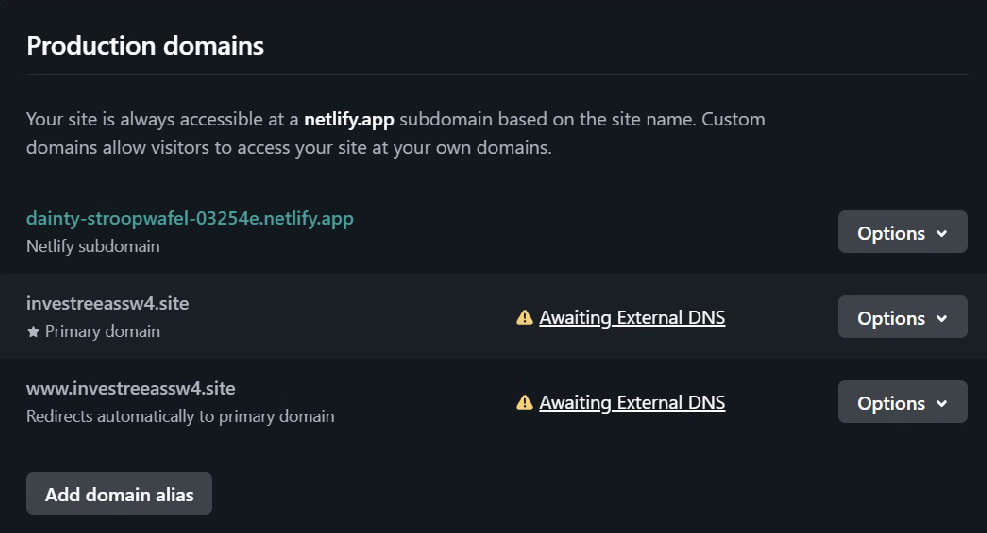 Production domains
Your site is always accessible at a netlify.app subdomain based on the site name. Custom
domains allow visitors to access your site at your own domains.
dainty-stroopwafel-03254e.netlify.app
Netlify subdomain
Options
investreeassw4.site
Primary domain
Awaiting External DNS
Options
www.investreeassw4.site
Redirects automatically to primary domain
Awaiting External DNS
Options
Add domain alias